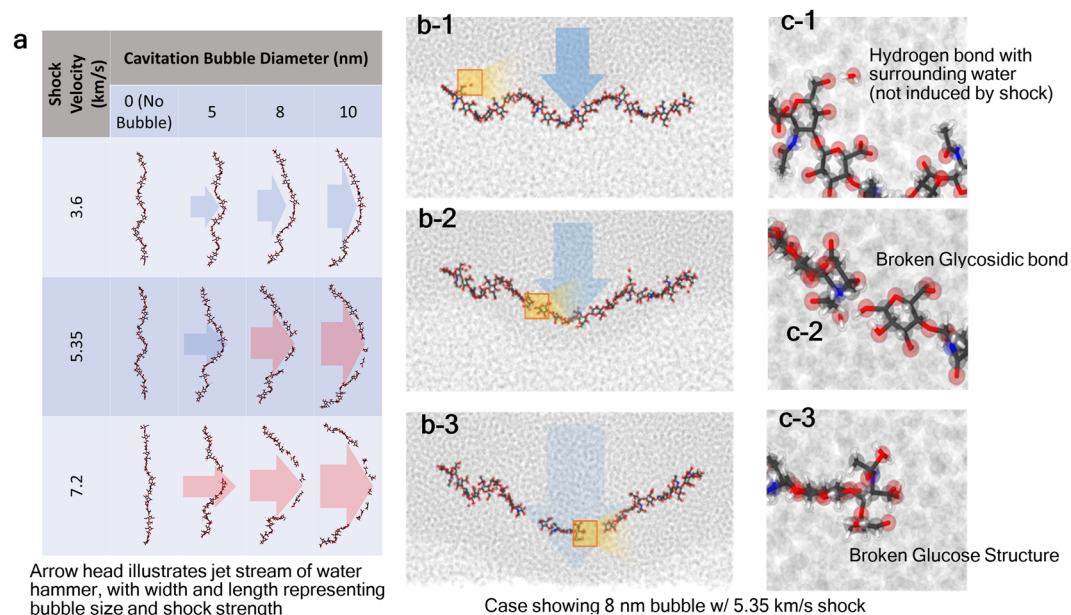 a
Shock
Velocity
(km/s)
Cavitation Bubble Diameter (nm)
0 (No
Bubble)
5
8
10
3.6
5.35
7.2
Arrow head illustrates jet stream of water
hammer, with width and length representing
bubble size and shock strength
b-1
b-2
b-3
Case showing 8 nm bubble w/ 5.35 km/s shock
c-1
Hydrogen bond with
surrounding water
(not induced by shock)
Broken Glycosidic bond
c-2
c-3
Broken Glucose Structure